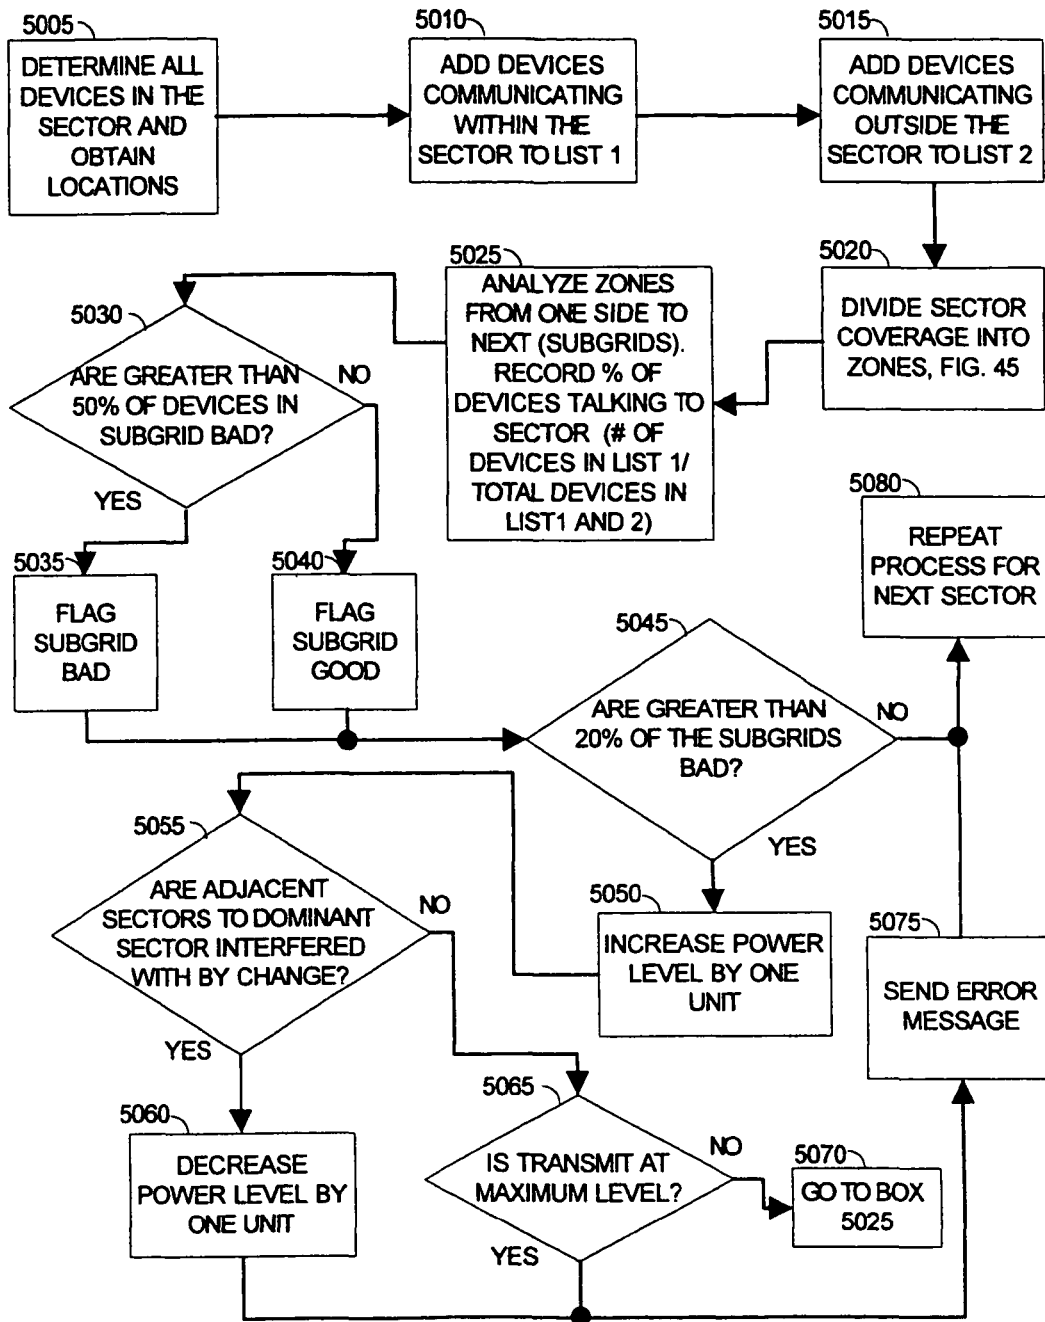 5005
DETERMINE ALL
DEVICES IN THE
SECTOR AND
OBTAIN
LOCATIONS
5010
ADD DEVICES
COMMUNICATING
WITHIN THE
SECTOR TO LIST 1
5015
ADD DEVICES
COMMUNICATING
OUTSIDE THE
SECTOR TO LIST 2
5020
DIVIDE SECTOR
COVERAGE INTO
ZONES, FIG. 45
5025
ANALYZE ZONES
FROM ONE SIDE TO
NEXT (SUBGRIDS).
RECORD % OF
DEVICES TALKING TO
SECTOR (# OF
DEVICES IN LIST 1/
TOTAL DEVICES IN
LIST1 AND 2)
5030
ARE GREATER THAN
50% OF DEVICES IN
SUBGRID BAD?
NO
YES
5035
FLAG
SUBGRID
BAD
5040
FLAG
SUBGRID
GOOD
5045
ARE GREATER THAN
20% OF THE SUBGRIDS
BAD?
NO
YES
5080
REPEAT
PROCESS FOR
NEXT SECTOR
5050
INCREASE POWER
LEVEL BY ONE
UNIT
5055
ARE ADJACENT
SECTORS TO DOMINANT
SECTOR INTERFERED
WITH BY CHANGE?
NO
YES
5060
DECREASE
POWER LEVEL BY
ONE UNIT
5065
IS TRANSMIT AT
MAXIMUM LEVEL?
NO
YES
5070
GO TO BOX
5025
5075
SEND ERROR
MESSAGE